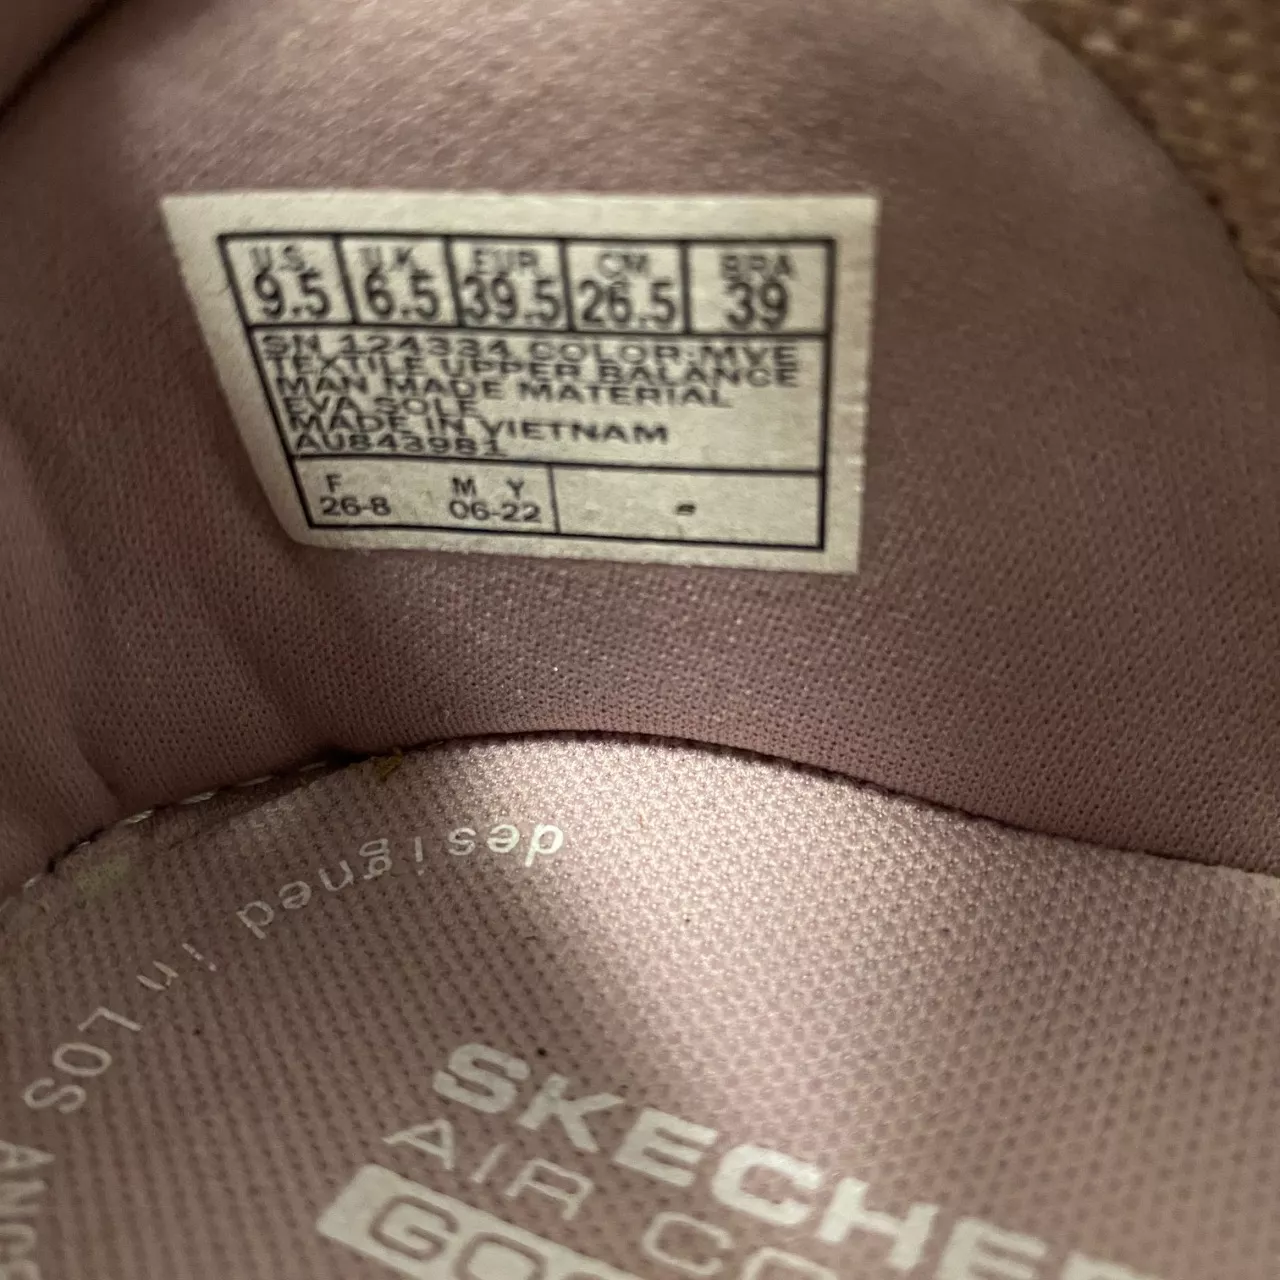 U.S. U.K. EUR CM BRA
9.5 6.5 39.5 26.5 39
SN 124334 COLOR:MVE
TEXTILE UPPER BALANCE
MAN MADE MATERIAL
EVA SOLE
MADE IN VIETNAM
AU843981
F M Y
26-8 06-22 -
designed in LOS
SKECHE
AIR CO
GO